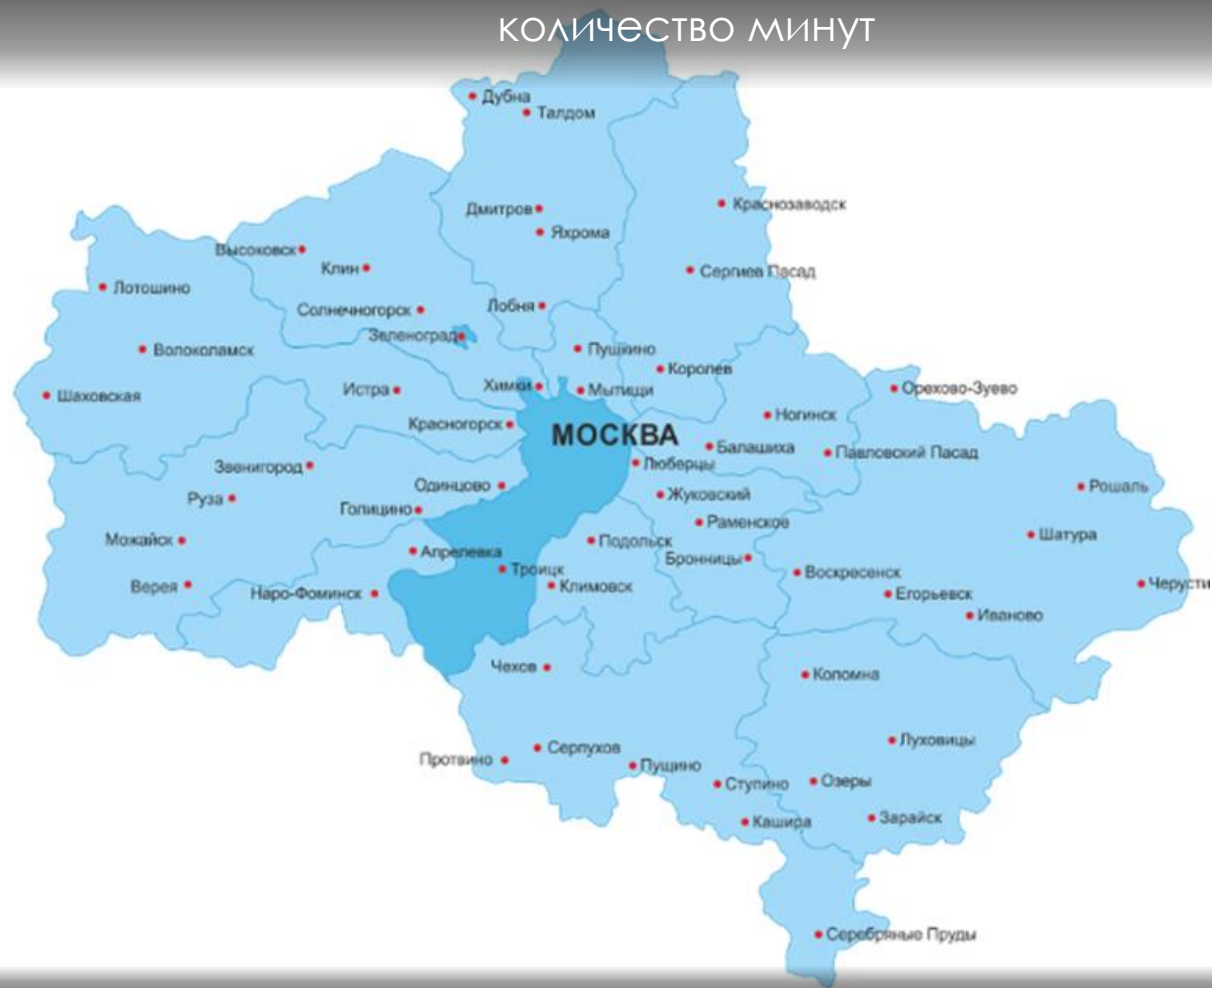 количество минут
Дубна
Талдом
Краснозаводск
Дмитров
Яхрома
Высоковск
Клин
Сергиев Пасад
Лотошино
Солнечногорск
Лобня
Зеленоград
Волоколамск
Пушкино
Королев
Химки
Мытищи
Истра
Орехово-Зуево
Шаховская
Ногинск
Красногорск
МОСКВА
Балашиха
Павловский Пасад
Люберцы
Звенигород
Одинцово
Рошаль
Руза
Жуковский
Голицино
Раменское
Шатура
Можайск
Подольск
Апрелевка
Бронницы
Троицк
Воскресенск
Черусти
Верея
Климовск
Наро-Фоминск
Егорьевск
Иваново
Чехов
Коломна
Луховицы
Серпухов
Протвино
Пущино
Озеры
Ступино
Зарайск
Кашира
Серебряные Пруды